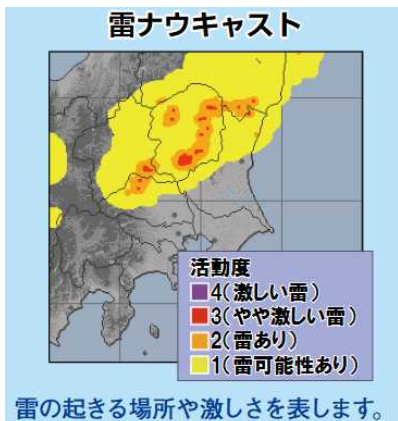 雷ナウキャスト
活動度
4(激しい雷)
3(やや激しい雷)
2(雷あり)
1(雷可能性あり)
雷の起きる場所や激しさを表します。